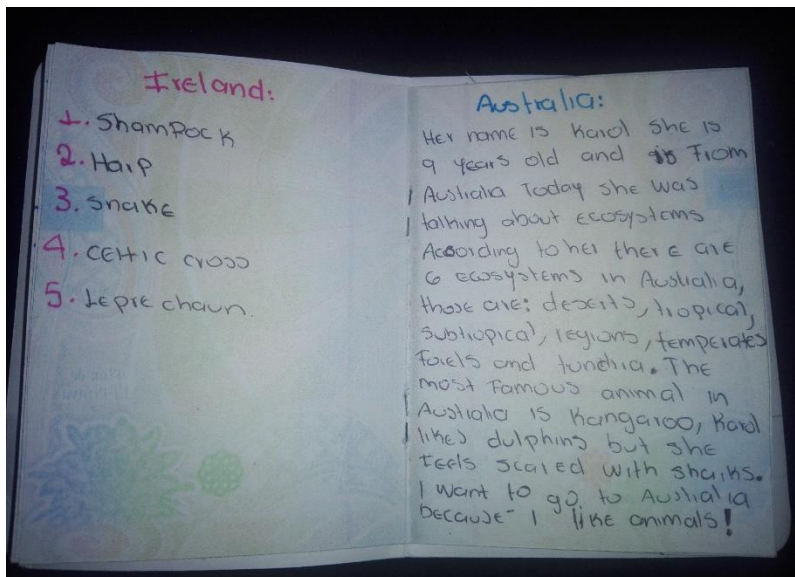 Ireland:
1. Shampock
2. Harp
3. Snake
4. Celtic cross
5. Leprechaun.
Australia:
Her name is Karol she is
9 years old and is from
Australia Today she was
talking about ecosystems
According to her there are
6 ecosystems in Australia,
those are: deserts, tropical,
subtropical, regions, temperates
forets and tundra. The
most famous animal in
Australia is Kangaroo, Karol
likes dulphins but she
feels scared with sharks.
I want to go to Australia
because I like animals!